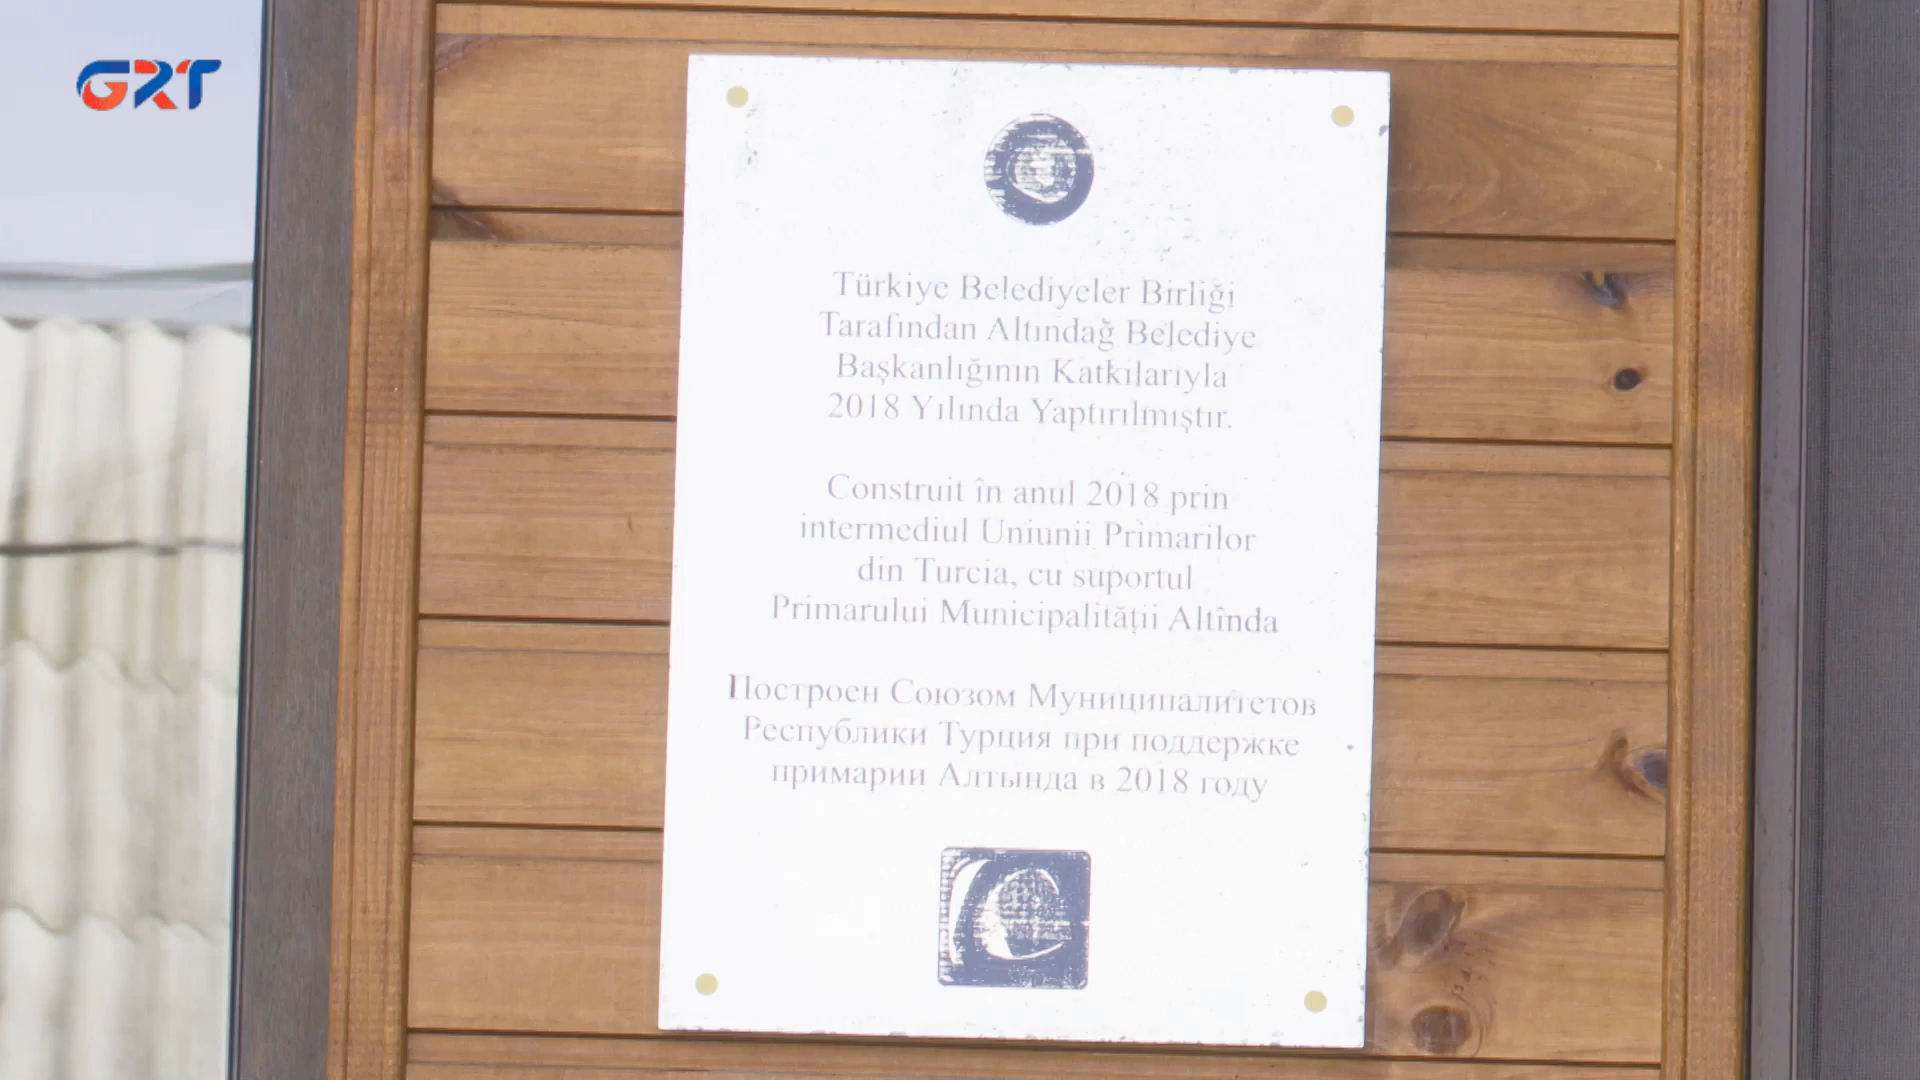 GRT
Türkiye Belediyeler Birliği
Tarafından Altındağ Belediye
Başkanlığının Katkilarıyla
2018 Yılında Yaptırılmıştır.
Construit în anul 2018 prin
intermediul Uniunii Primarilor
din Turcia, cu suportul
Primarului Municipalității Altînda
Построен Союзом Муниципалитетов
Республики Турция при поддержке
примарии Алтында в 2018 году